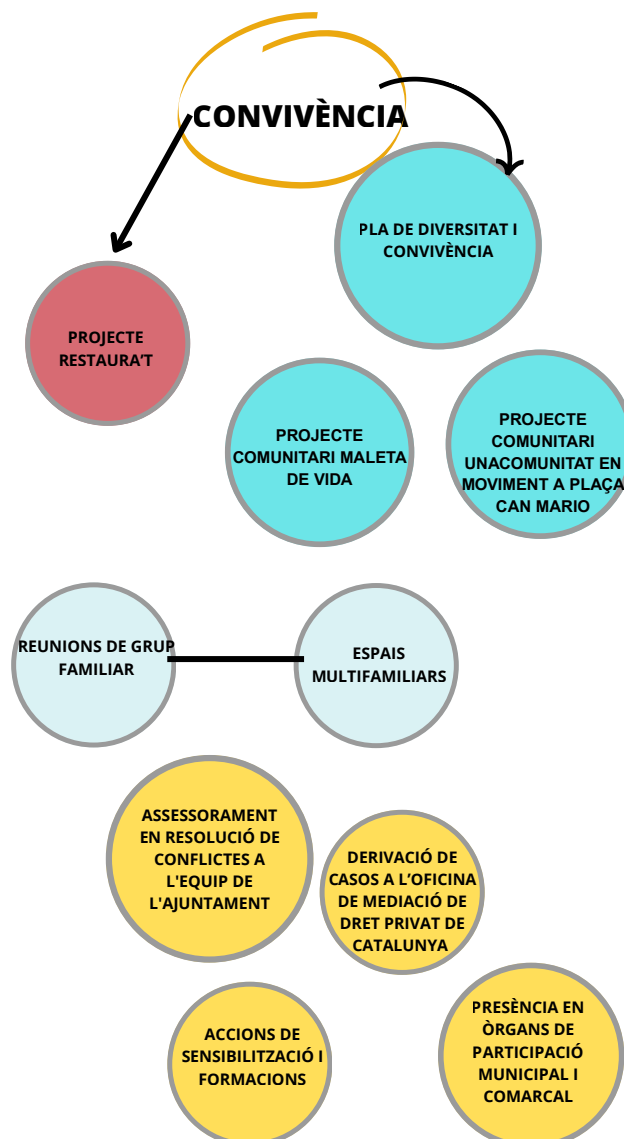 CONVIVÈNCIA
PLA DE DIVERSITAT I
CONVIVÈNCIA
PROJECTE
RESTAURA'T
PROJECTE
COMUNITARI MALETA
DE VIDA
PROJECTE
COMUNITARI
UNACOMUNITAT EN
MOVIMENT A PLAÇA
CAN MARIO
REUNIONS DE GRUP
FAMILIAR
ESPAIS
MULTIFAMILIARS
ASSESSORAMENT
EN RESOLUCIÓ DE
CONFLICTES A
L'EQUIP DE
L'AJUNTAMENT
DERIVACIÓ DE
CASOS A L’OFICINA
DE MEDIACIÓ DE
DRET PRIVAT DE
CATALUNYA
ACCIONS DE
SENSIBILITZACIÓ I
FORMACIONS
PRESÈNCIA EN
ÒRGANS DE
PARTICIPACIÓ
MUNICIPAL I
COMARCAL